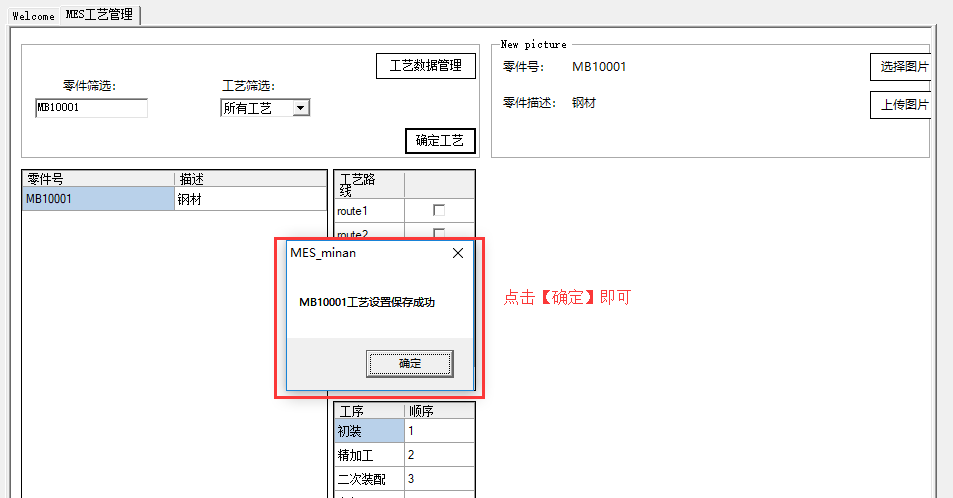 Welcome MES工艺管理
工艺数据管理
零件筛选：
工艺筛选：
MB10001
所有工艺
确定工艺
New picture
零件号： MB10001
选择图片
零件描述： 钢材
上传图片
零件号 描述
MB10001 钢材
工艺路
线
route1
route2
MES_minan
MB10001工艺设置保存成功
确定
点击【确定】即可
工序 顺序
初装 1
精加工 2
二次装配 3